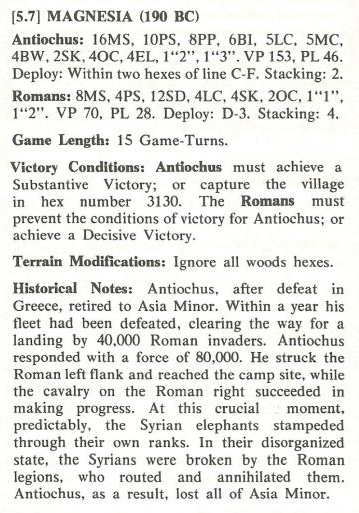 [5.7] MAGNESIA (190 BC)
Antiochus: 16MS, 10PS, 8PP, 6BI, 5LC, 5MC,
4BW, 2SK, 4OC, 4EL, 1“2”, 1“3”. VP 153, PL 46.
Deploy: Within two hexes of line C-F. Stacking: 2.
Romans: 8MS, 4PS, 12SD, 4LC, 4SK, 2OC, 1“1”,
1“2”. VP 70, PL 28. Deploy: D-3. Stacking: 4.
Game Length: 15 Game-Turns.
Victory Conditions: Antiochus must achieve a
Substantive Victory; or capture the village
in hex number 3130. The Romans must
prevent the conditions of victory for Antiochus; or
achieve a Decisive Victory.
Terrain Modifications: Ignore all woods hexes.
Historical Notes: Antiochus, after defeat in
Greece, retired to Asia Minor. Within a year his
fleet had been defeated, clearing the way for a
landing by 40,000 Roman invaders. Antiochus
responded with a force of 80,000. He struck the
Roman left flank and reached the camp site, while
the cavalry on the Roman right succeeded in
making progress. At this crucial moment,
predictably, the Syrian elephants stampeded
through their own ranks. In their disorganized
state, the Syrians were broken by the Roman
legions, who routed and annihilated them.
Antiochus, as a result, lost all of Asia Minor.